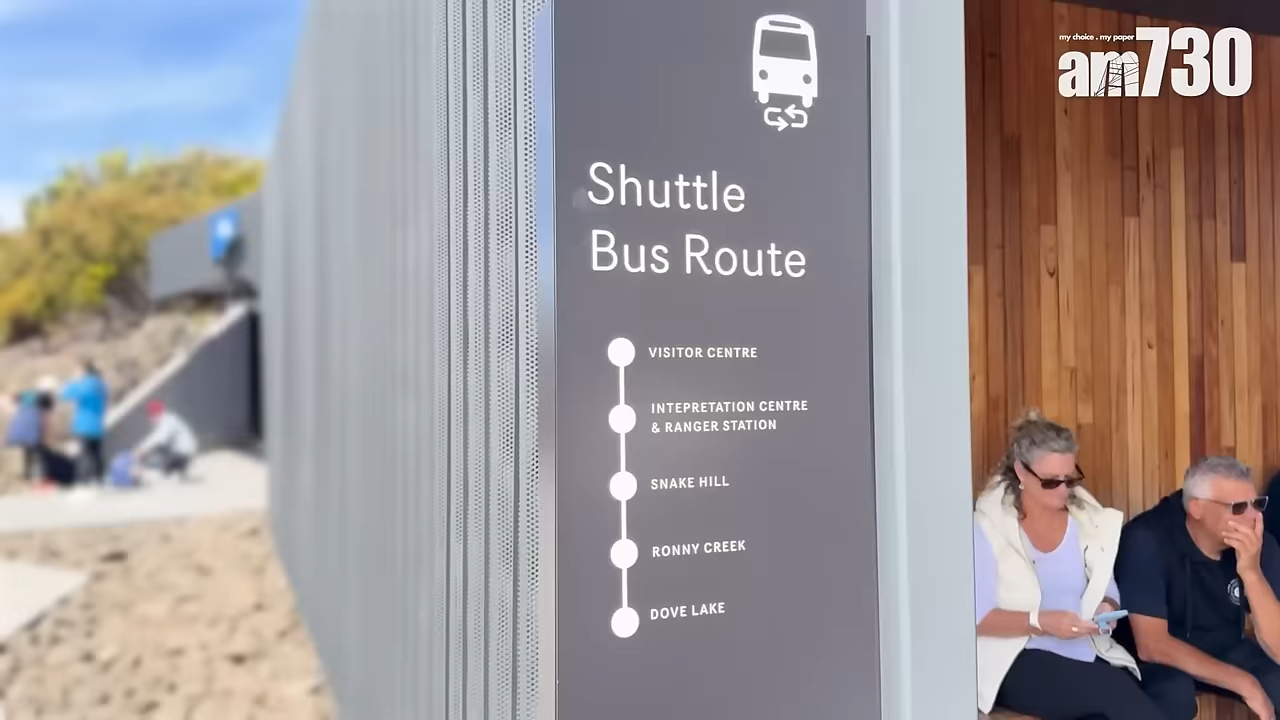 my choice . my paper
am730
Shuttle
Bus Route
VISITOR CENTRE
INTEPRETATION CENTRE
& RANGER STATION
SNAKE HILL
RONNY CREEK
DOVE LAKE